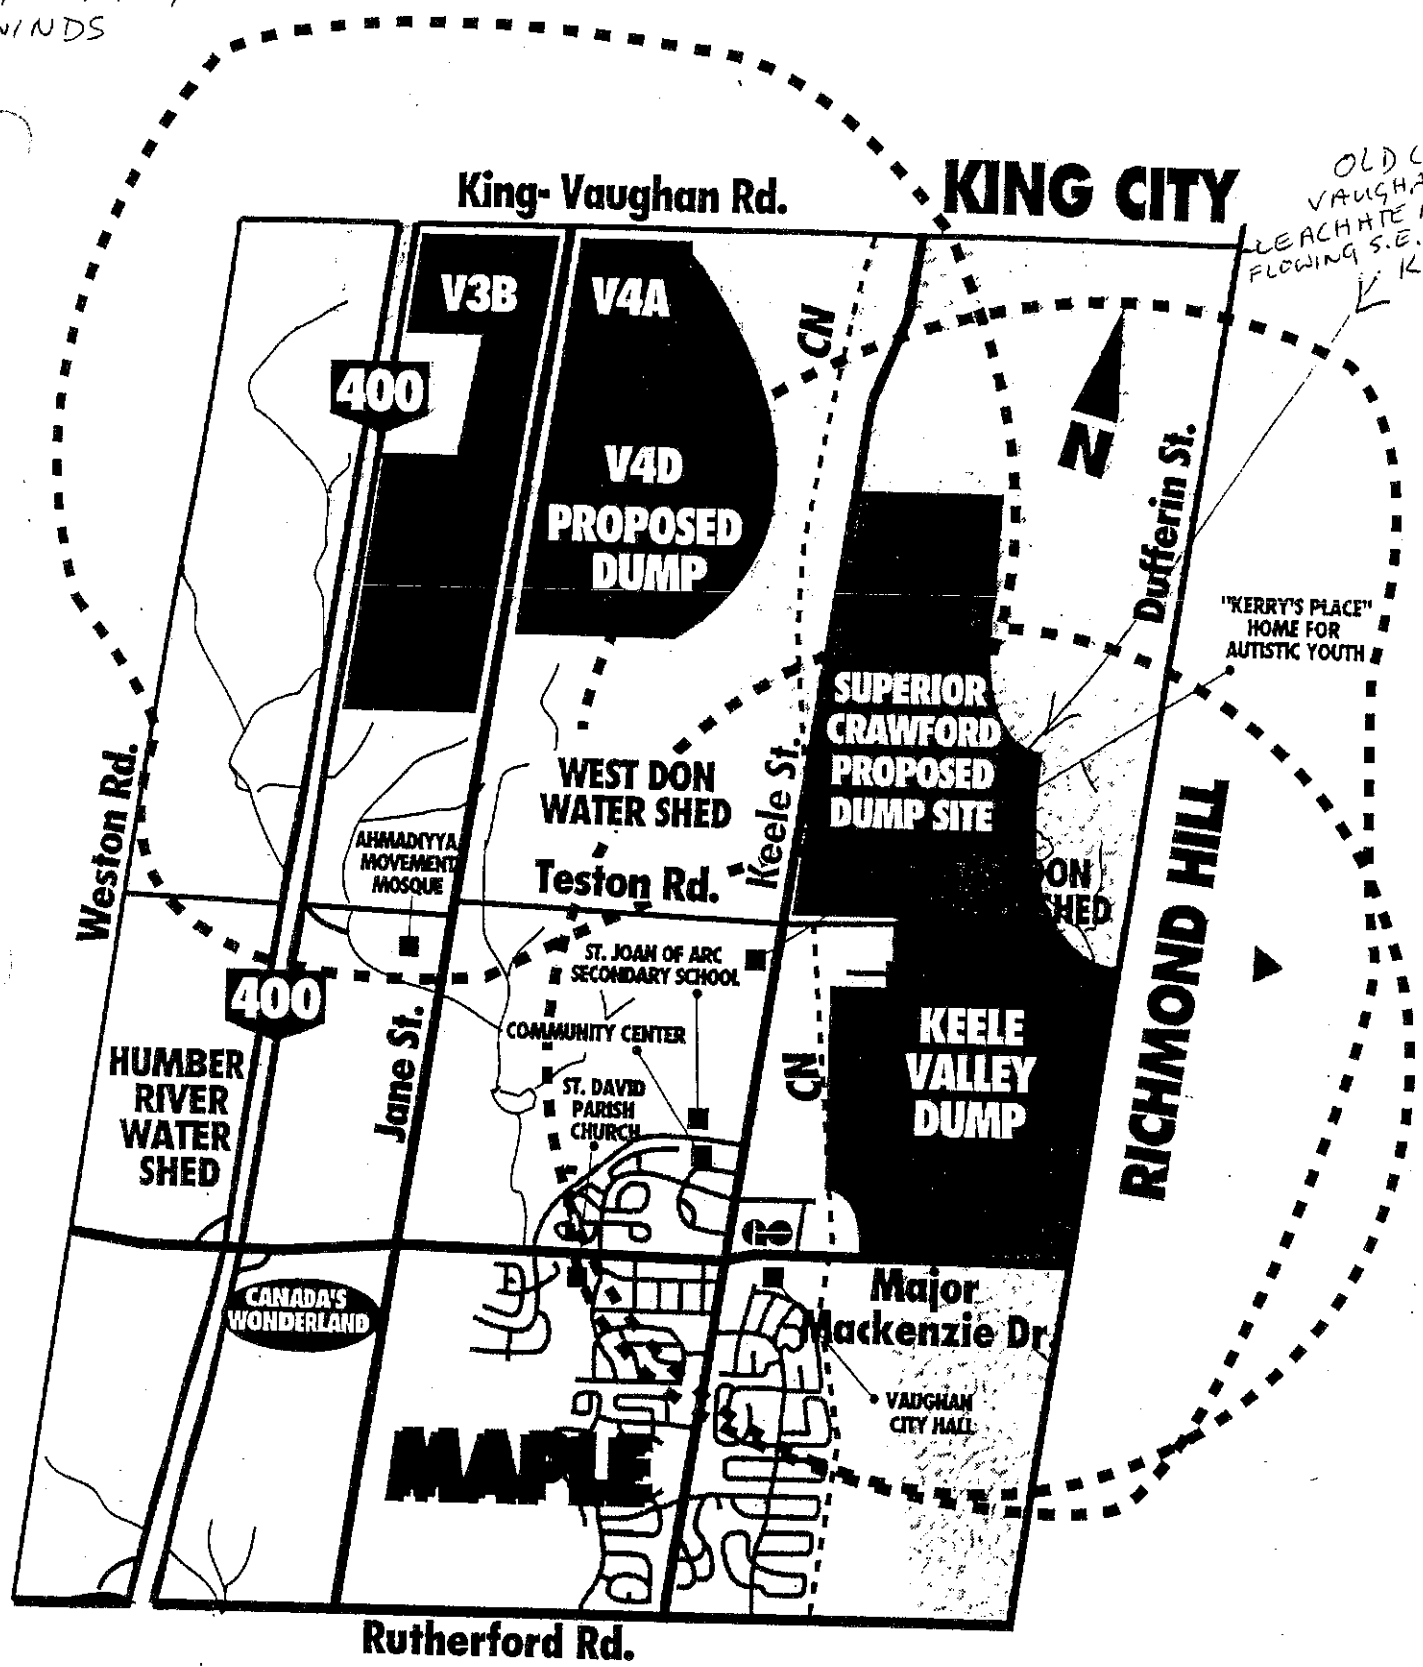 WINDS
KING CITY
King- Vaughan Rd.
OLD
LEACHATE
FLOWING S.E.
V3B
V4A
CN
400
N
V4D
PROPOSED
DUMP
Dufferin St.
"KERRY'S PLACE"
HOME FOR
AUTISTIC YOUTH
SUPERIOR
CRAWFORD
PROPOSED
DUMP SITE
Weston Rd.
WEST DON
WATER SHED
Keele St.
AHMADIYYA
MOVEMENT
MOSQUE
Teston Rd.
ON
SHED
RICHMOND HILL
ST. JOAN OF ARC
SECONDARY SCHOOL
400
COMMUNITY CENTER
KEELE
VALLEY
DUMP
Jane St.
HUMBER
RIVER
WATER
SHED
ST. DAVID
PARISH
CHURCH
CN
GO
CANADA'S
WONDERLAND
Major
Mackenzie Dr.
VAUGHAN
CITY HALL
MAPLE
Rutherford Rd.